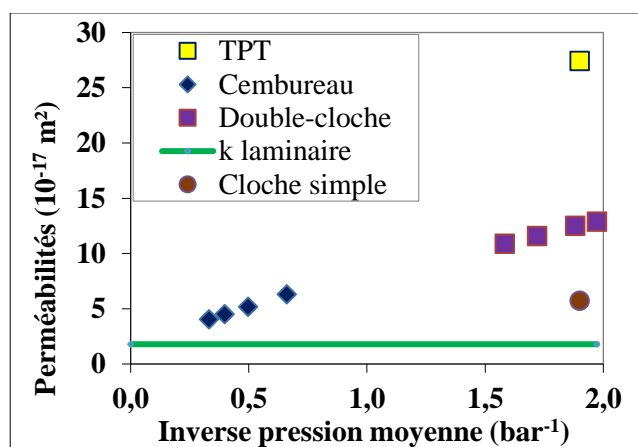 30
25
20
15
10
5
0
Perméabilités (10⁻¹⁷ m²)
TPT
Cembureau
Double-cloche
k laminaire
Cloche simple
0,0 0,5 1,0 1,5 2,0
Inverse pression moyenne (bar⁻¹)